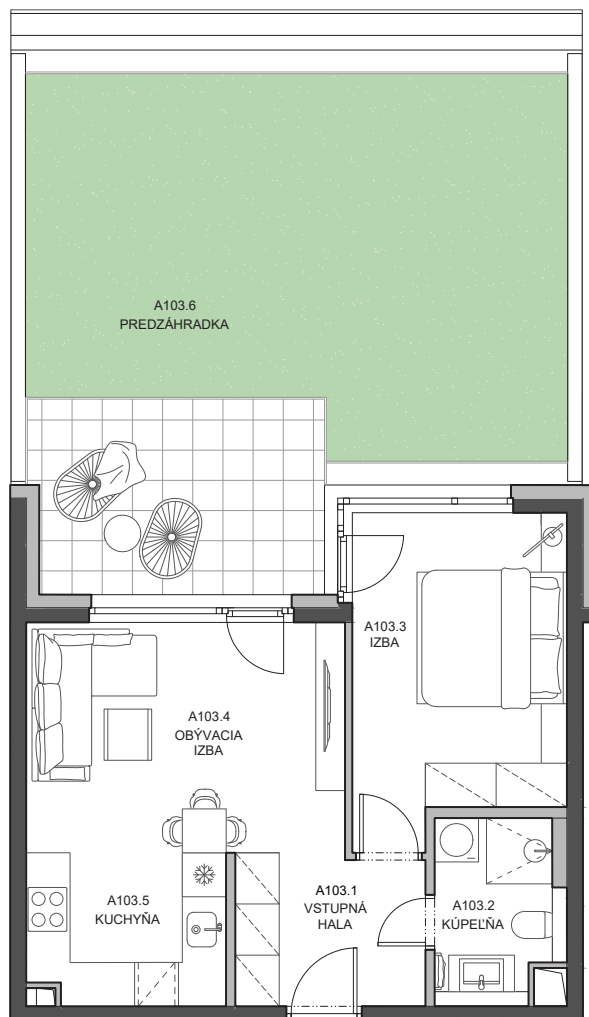 A103.6
PREDZÁHRADKA
A103.3
IZBA
A103.4
OBÝVACIA
IZBA
A103.1
VSTUPNÁ
HALA
A103.5
KUCHYŇA
A103.2
KÚPEĽŇA